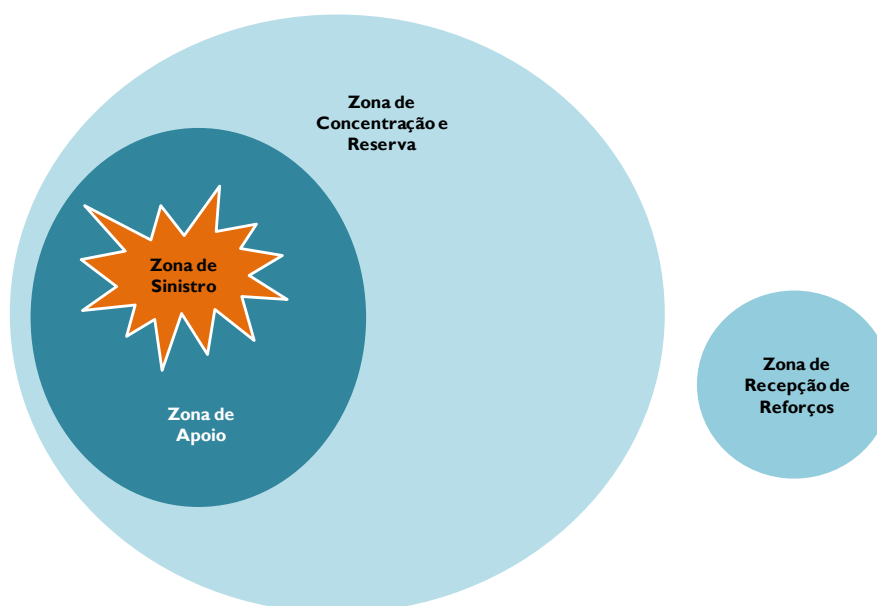 Zona de
Concentração e
Reserva
Zona de
Sinistro
Zona de
Apoio
Zona de
Recepção de
Reforços